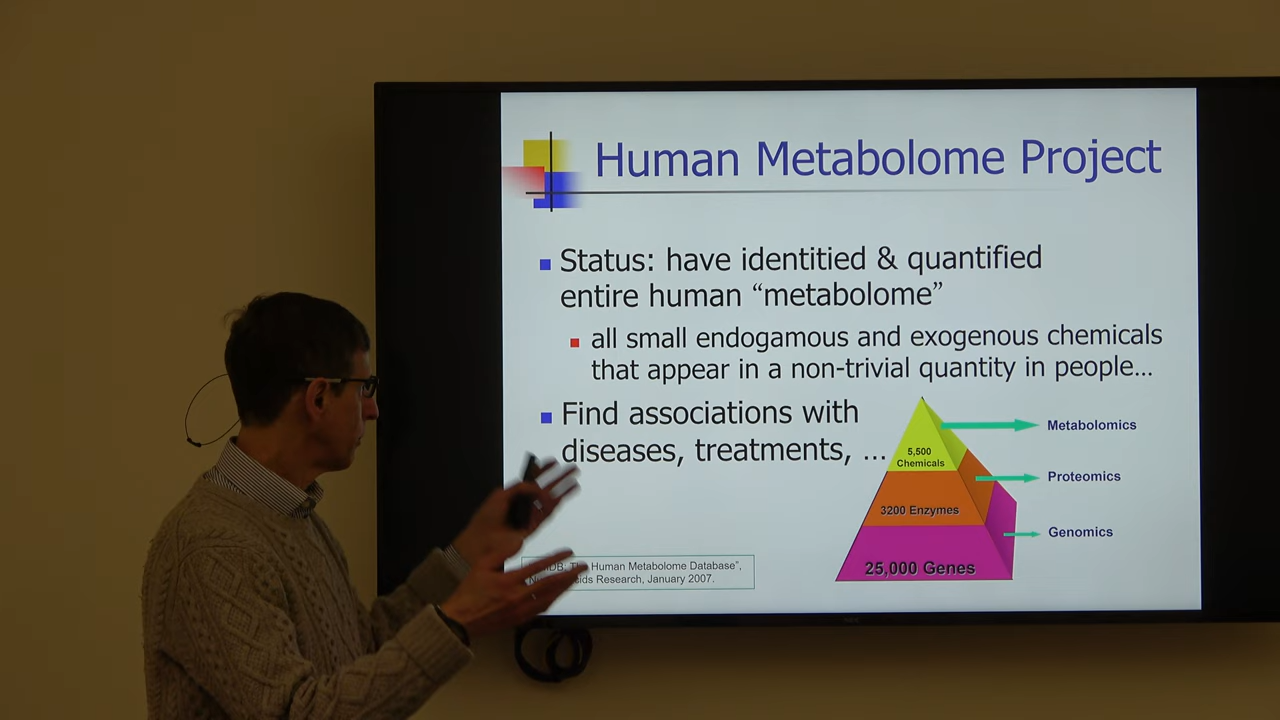 Human Metabolome Project
Status: have identitied & quantified
entire human “metabolome”
all small endogamous and exogenous chemicals
that appear in a non-trivial quantity in people…
Find associations with
diseases, treatments, …
5,500
Chemicals
3200 Enzymes
25,000 Genes
Metabolomics
Proteomics
Genomics
The Human Metabolome Database”,
Research, January 2007.